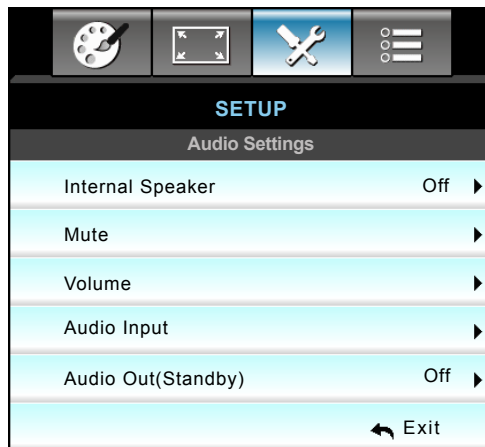 SETUP
Audio Settings
Internal Speaker Off
Mute
Volume
Audio Input
Audio Out(Standby) Off
Exit